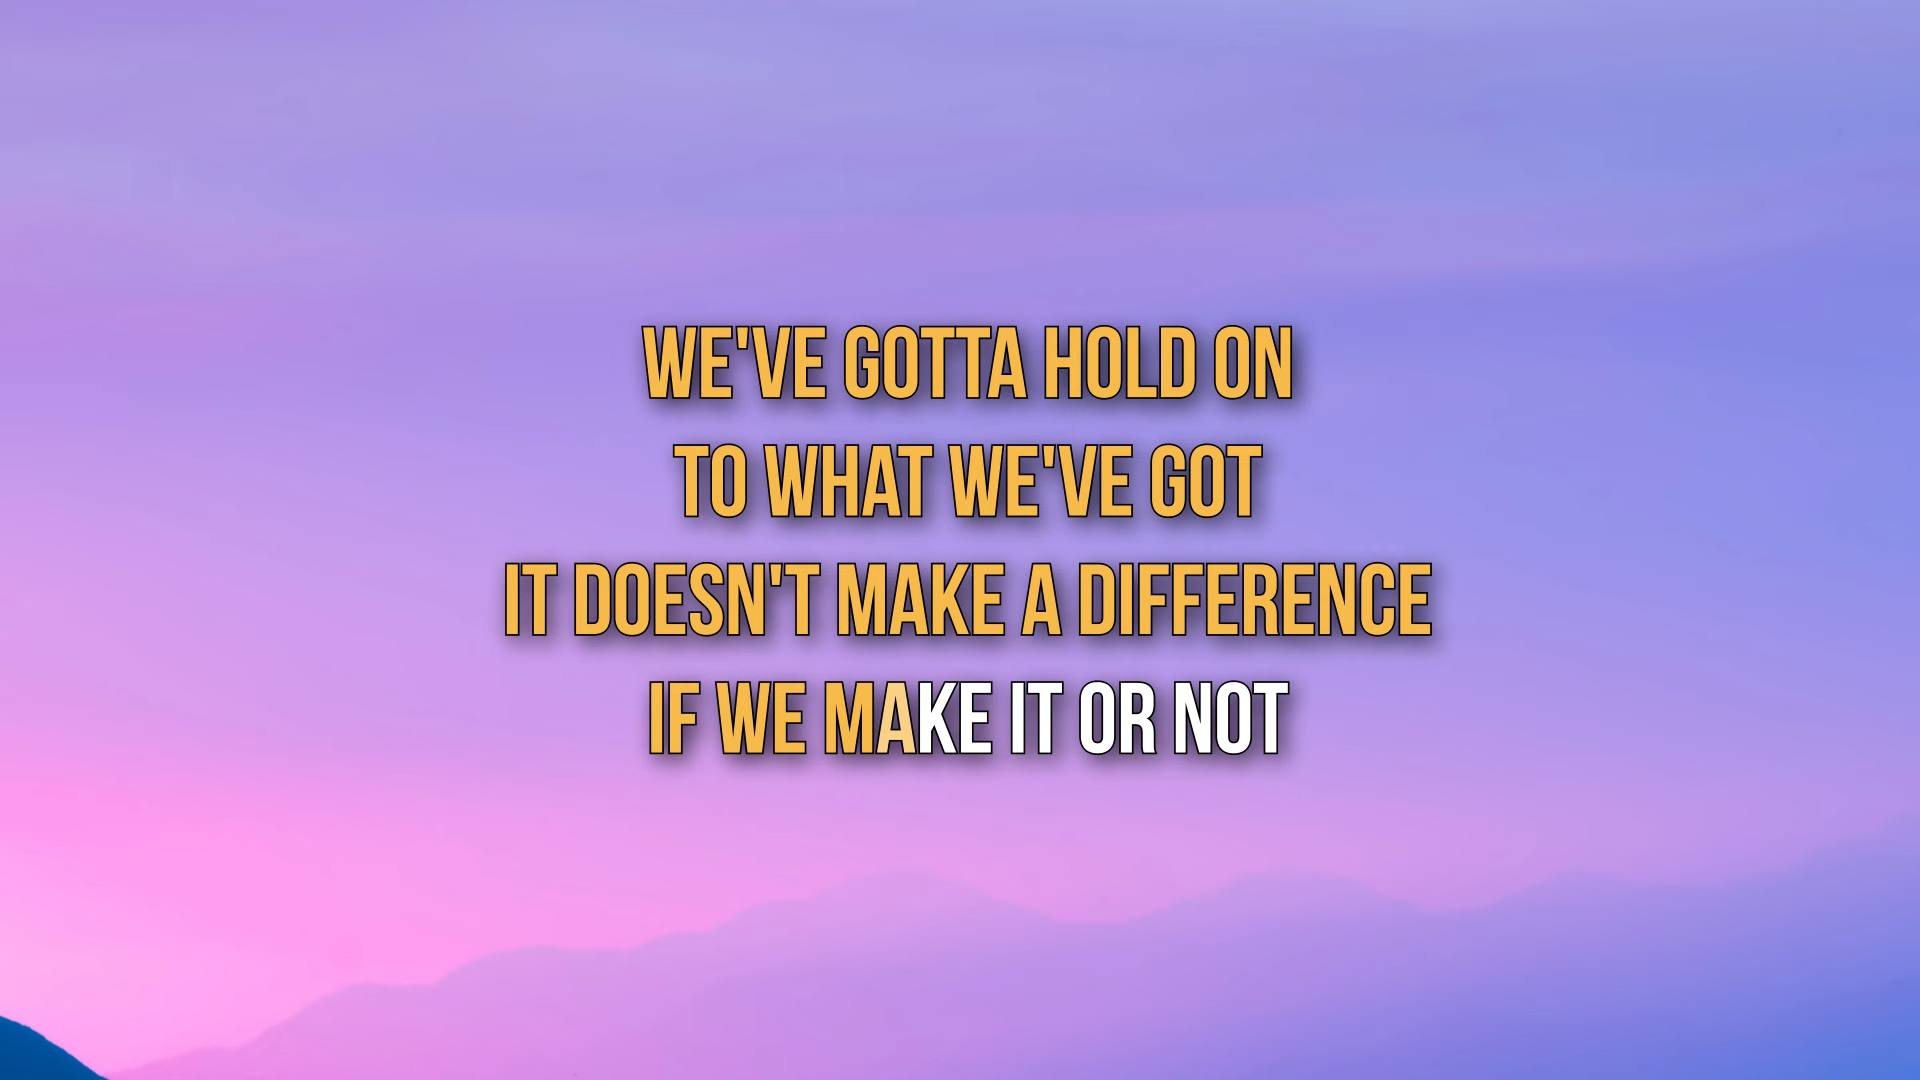 WE'VE GOTTA HOLD ON
TO WHAT WE'VE GOT
IT DOESN'T MAKE A DIFFERENCE
IF WE MAKE IT OR NOT